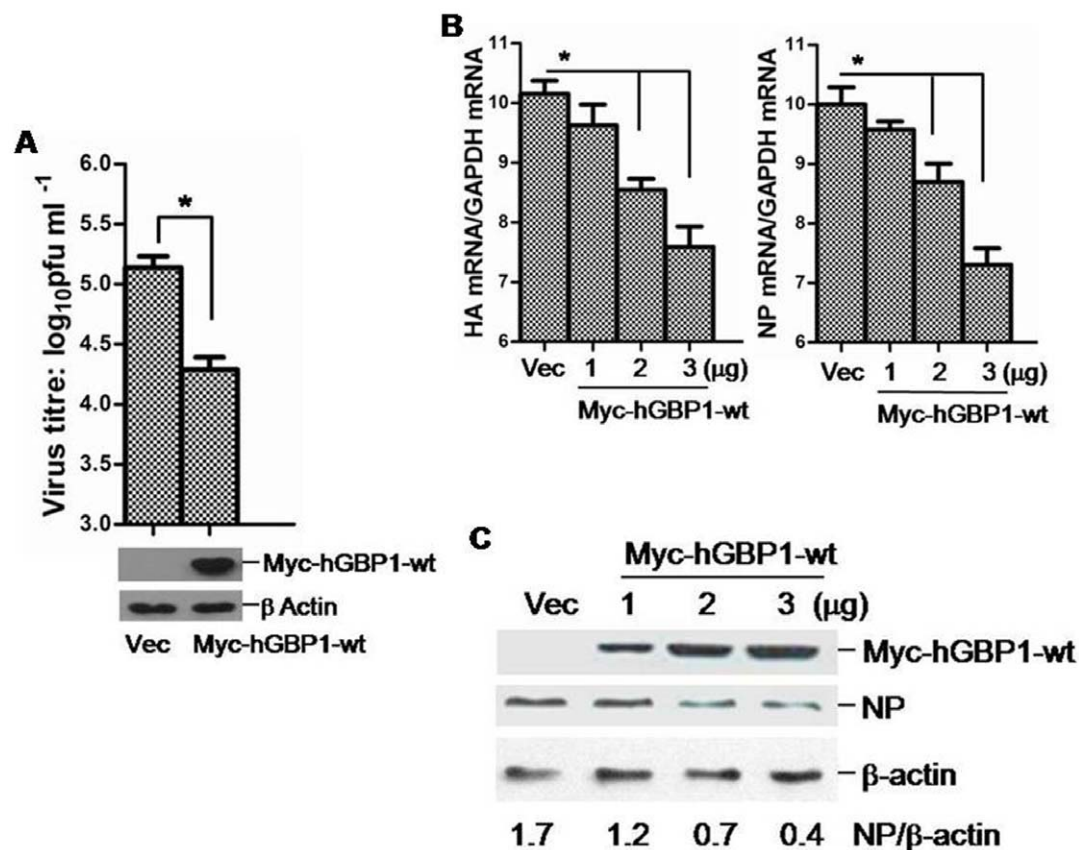 A
Virus titre: log10pfu ml -1
6.0
5.5
5.0
4.5
4.0
3.5
3.0
*
Myc-hGBP1-wt
β Actin
Vec Myc-hGBP1-wt
B
HA mRNA/GAPDH mRNA
11
10
9
8
7
6
*
Vec 1 2 3 (μg)
Myc-hGBP1-wt
NP mRNA/GAPDH mRNA
11
10
9
8
7
6
*
Vec 1 2 3 (μg)
Myc-hGBP1-wt
C
Myc-hGBP1-wt
Vec 1 2 3 (μg)
Myc-hGBP1-wt
NP
β-actin
1.7 1.2 0.7 0.4 NP/β-actin